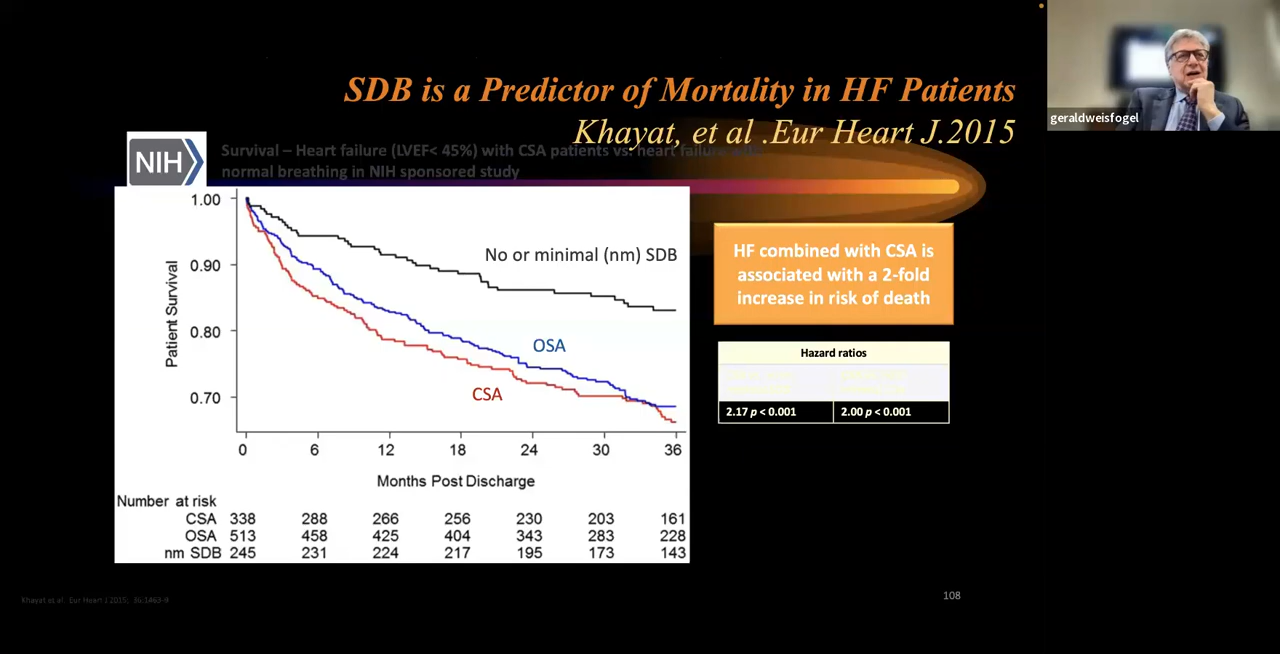 geraldweisfogel
SDB is a Predictor of Mortality in HF Patients
Khayat, et al .Eur Heart J.2015
NIH
Survival – Heart failure (LVEF< 45%) with CSA patients vs. heart failure with
normal breathing in NIH sponsored study
1.00
0.90
0.80
0.70
Patient Survival
No or minimal (nm) SDB
OSA
CSA
0 6 12 18 24 30 36
Months Post Discharge
Number at risk
CSA 338 288 266 256 230 203 161
OSA 513 458 425 404 343 283 228
nm SDB 245 231 224 217 195 173 143
HF combined with CSA is
associated with a 2-fold
increase in risk of death
Hazard ratios
2.17 p < 0.001 2.00 p < 0.001
Khayat et al. Eur Heart J 2015;
108